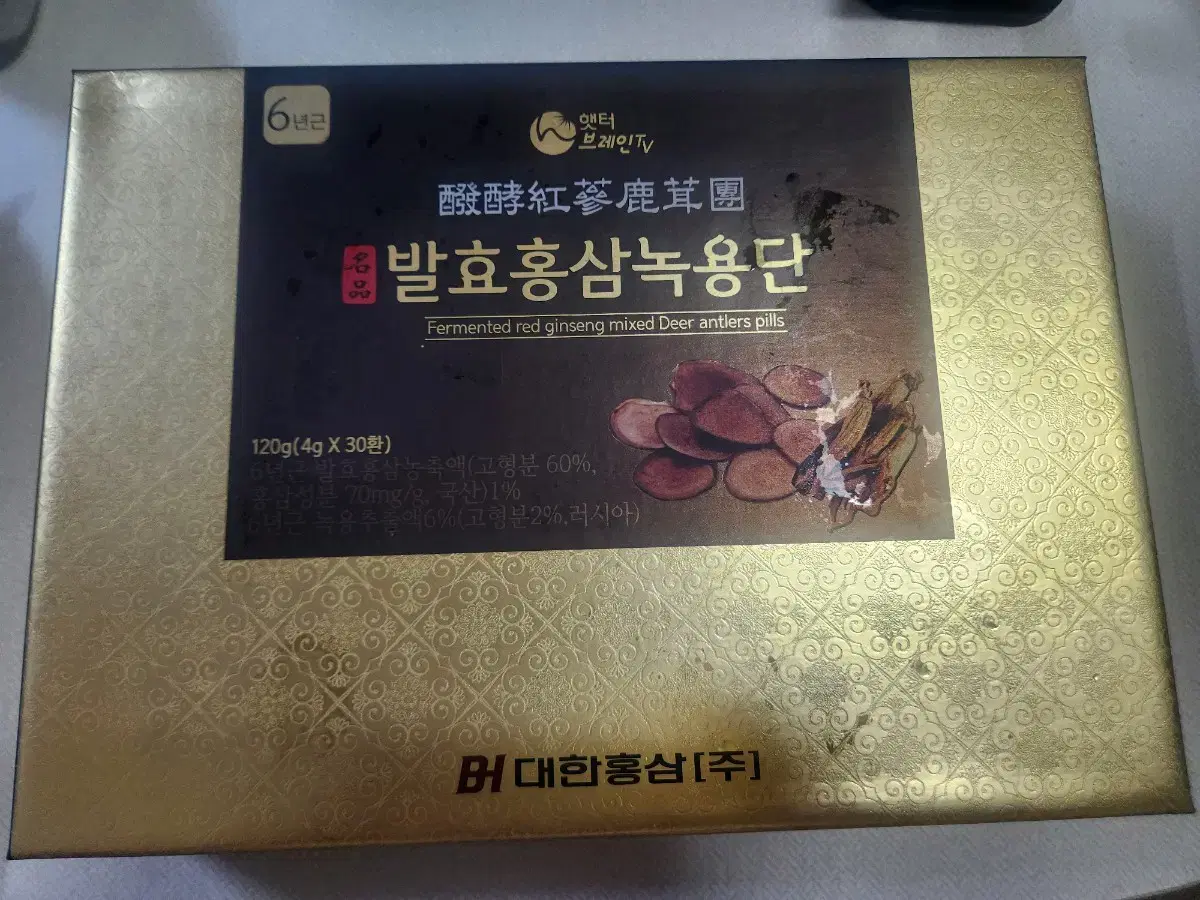 6년근
햇터
브레인TV
醱酵紅蔘鹿茸團
名品 발효홍삼녹용단
Fermented red ginseng mixed Deer antlers pills
120g(4g X 30환)
6년근 발효홍삼농축액(고형분 60%,
홍삼성분 70mg/g, 국산)1%
6년근 녹용추출액6%(고형분2%,러시아)
BH 대한홍삼[주]